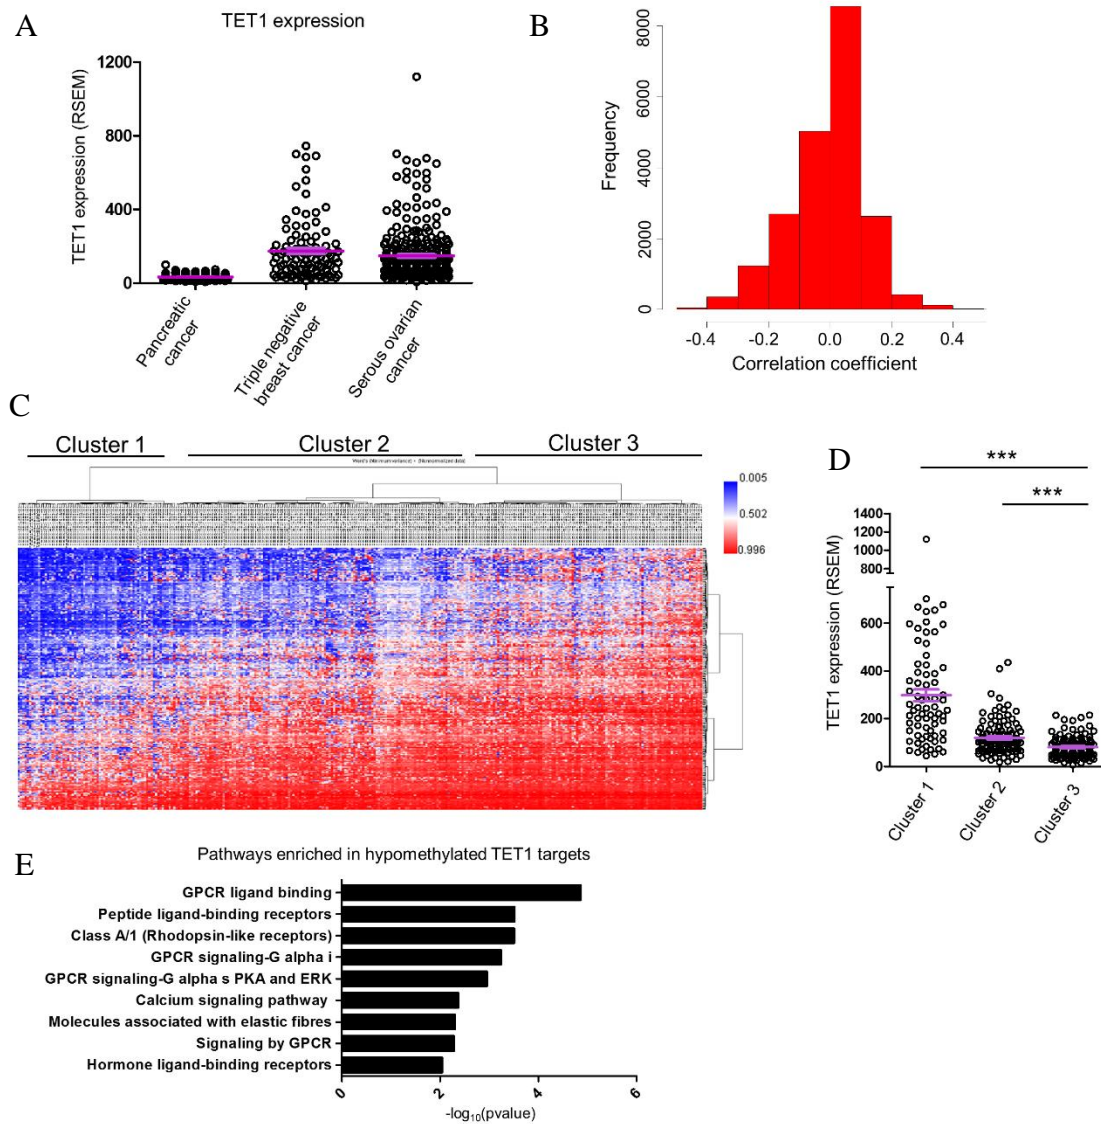 A
TET1 expression
TET1 expression (RSEM)
1200
800
400
0
Pancreatic
cancer
Triple negative
breast cancer
Serous ovarian
cancer
B
Frequency
8000
6000
4000
2000
0
-0.4
-0.2
0.0
0.2
0.4
Correlation coefficient
C
Cluster 1
Cluster 2
Cluster 3
0.005
0.502
0.996
D
***
***
TET1 expression (RSEM)
1400
1200
1000
800
600
400
200
0
Cluster 1
Cluster 2
Cluster 3
E
Pathways enriched in hypomethylated TET1 targets
GPCR ligand binding
Peptide ligand-binding receptors
Class A/1 (Rhodopsin-like receptors)
GPCR signaling-G alpha i
GPCR signaling-G alpha s PKA and ERK
Calcium signaling pathway
Molecules associated with elastic fibres
Signaling by GPCR
Hormone ligand-binding receptors
0
2
4
6
-log10(pvalue)